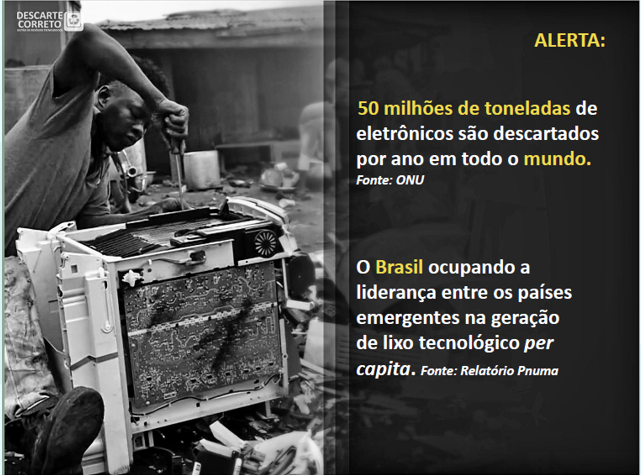 DESCARTE
CORRETO
ALERTA:
50 milhões de toneladas de
eletrônicos são descartados
por ano em todo o mundo.
Fonte: ONU
O Brasil ocupando a
liderança entre os países
emergentes na geração
de lixo tecnológico per
capita. Fonte: Relatório Pnuma